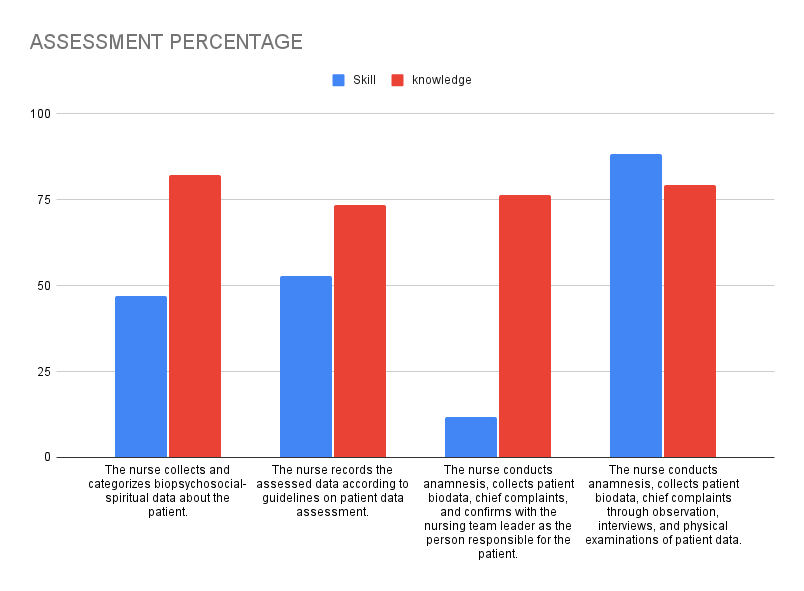 ASSESSMENT PERCENTAGE
Skill knowledge
100
75
50
25
0
The nurse collects and
categorizes biopsychosocial-
spiritual data about the
patient.
The nurse records the
assessed data according to
guidelines on patient data
assessment.
The nurse conducts
anamnesis, collects patient
biodata, chief complaints,
and confirms with the
nursing team leader as the
person responsible for the
patient.
The nurse conducts
anamnesis, collects patient
biodata, chief complaints
through observation,
interviews, and physical
examinations of patient data.